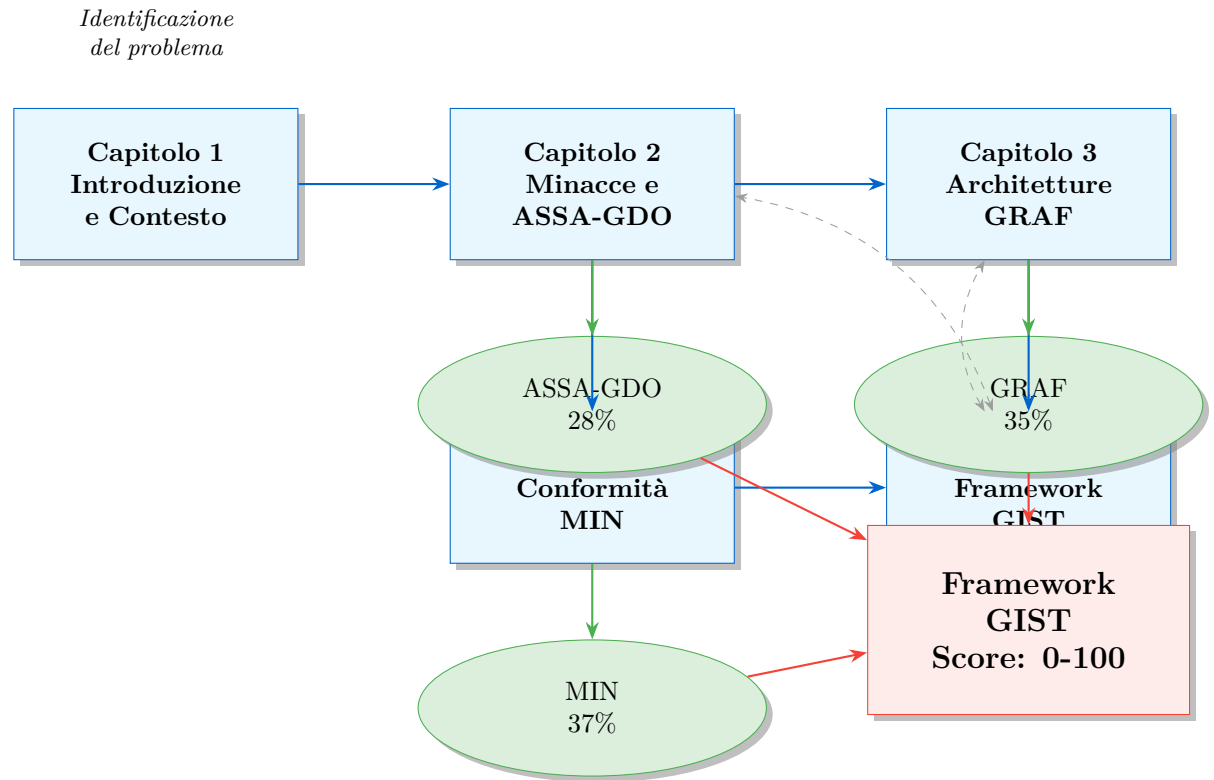 Identificazione
del problema
Capitolo 1
Introduzione
e Contesto
Capitolo 2
Minacce e
ASSA-GDO
Capitolo 3
Architetture
GRAF
ASSA-GDO
28%
GRAF
35%
Conformità
MIN
Framework
GIST
Framework
GIST
Score: 0-100
MIN
37%